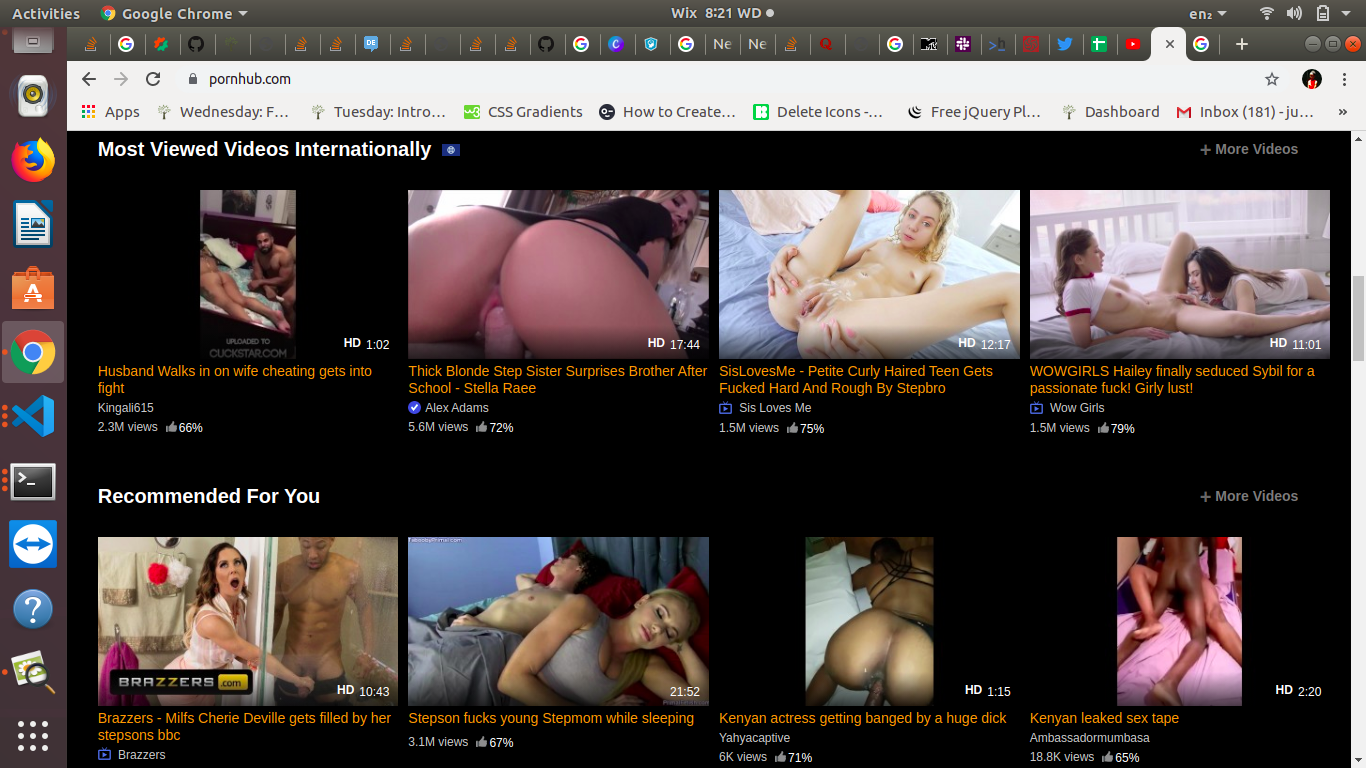 Activities
Google Chrome
Wix 8:21 WD
en₂
Ne
Ne
pornhub.com
Apps
Wednesday: F…
Tuesday: Intro…
CSS Gradients
How to Create…
Delete Icons -…
Free jQuery Pl…
Dashboard
Inbox (181) - ju…
»
Most Viewed Videos Internationally
+ More Videos
UPLOADED TO
CUCKSTAR.COM
HD 1:02
HD 17:44
HD 12:17
HD 11:01
Husband Walks in on wife cheating gets into
fight
Kingali615
2.3M views 66%
Thick Blonde Step Sister Surprises Brother After
School - Stella Raee
Alex Adams
5.6M views 72%
SisLovesMe - Petite Curly Haired Teen Gets
Fucked Hard And Rough By Stepbro
Sis Loves Me
1.5M views 75%
WOWGIRLS Hailey finally seduced Sybil for a
passionate fuck! Girly lust!
Wow Girls
1.5M views 79%
Recommended For You
+ More Videos
BRAZZERS.com
HD 10:43
21:52
HD 1:15
HD 2:20
Brazzers - Milfs Cherie Deville gets filled by her
stepsons bbc
Brazzers
Stepson fucks young Stepmom while sleeping
3.1M views 67%
Kenyan actress getting banged by a huge dick
Yahyacaptive
6K views 71%
Kenyan leaked sex tape
Ambassadormumbasa
18.8K views 65%